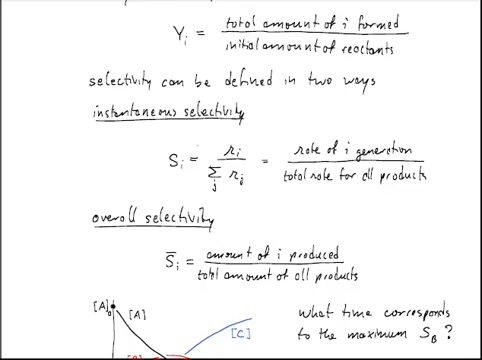 Y_i = total amount of i formed / initial amount of reactants
selectivity can be defined in two ways
instantaneous selectivity
S_i = r_i / Σ_j r_j = rate of i generation / total rate for all products
overall selectivity
S̅_i = amount of i produced / total amount of all products
[A]₀ [A]
[C]
what time corresponds
to the maximum S_B ?